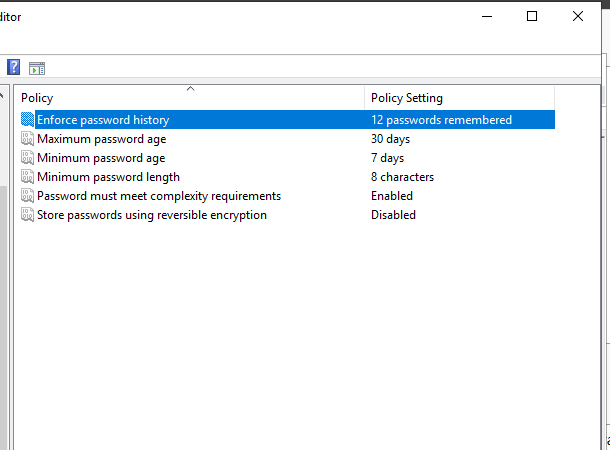 ditor
Policy Policy Setting
Enforce password history 12 passwords remembered
Maximum password age 30 days
Minimum password age 7 days
Minimum password length 8 characters
Password must meet complexity requirements Enabled
Store passwords using reversible encryption Disabled